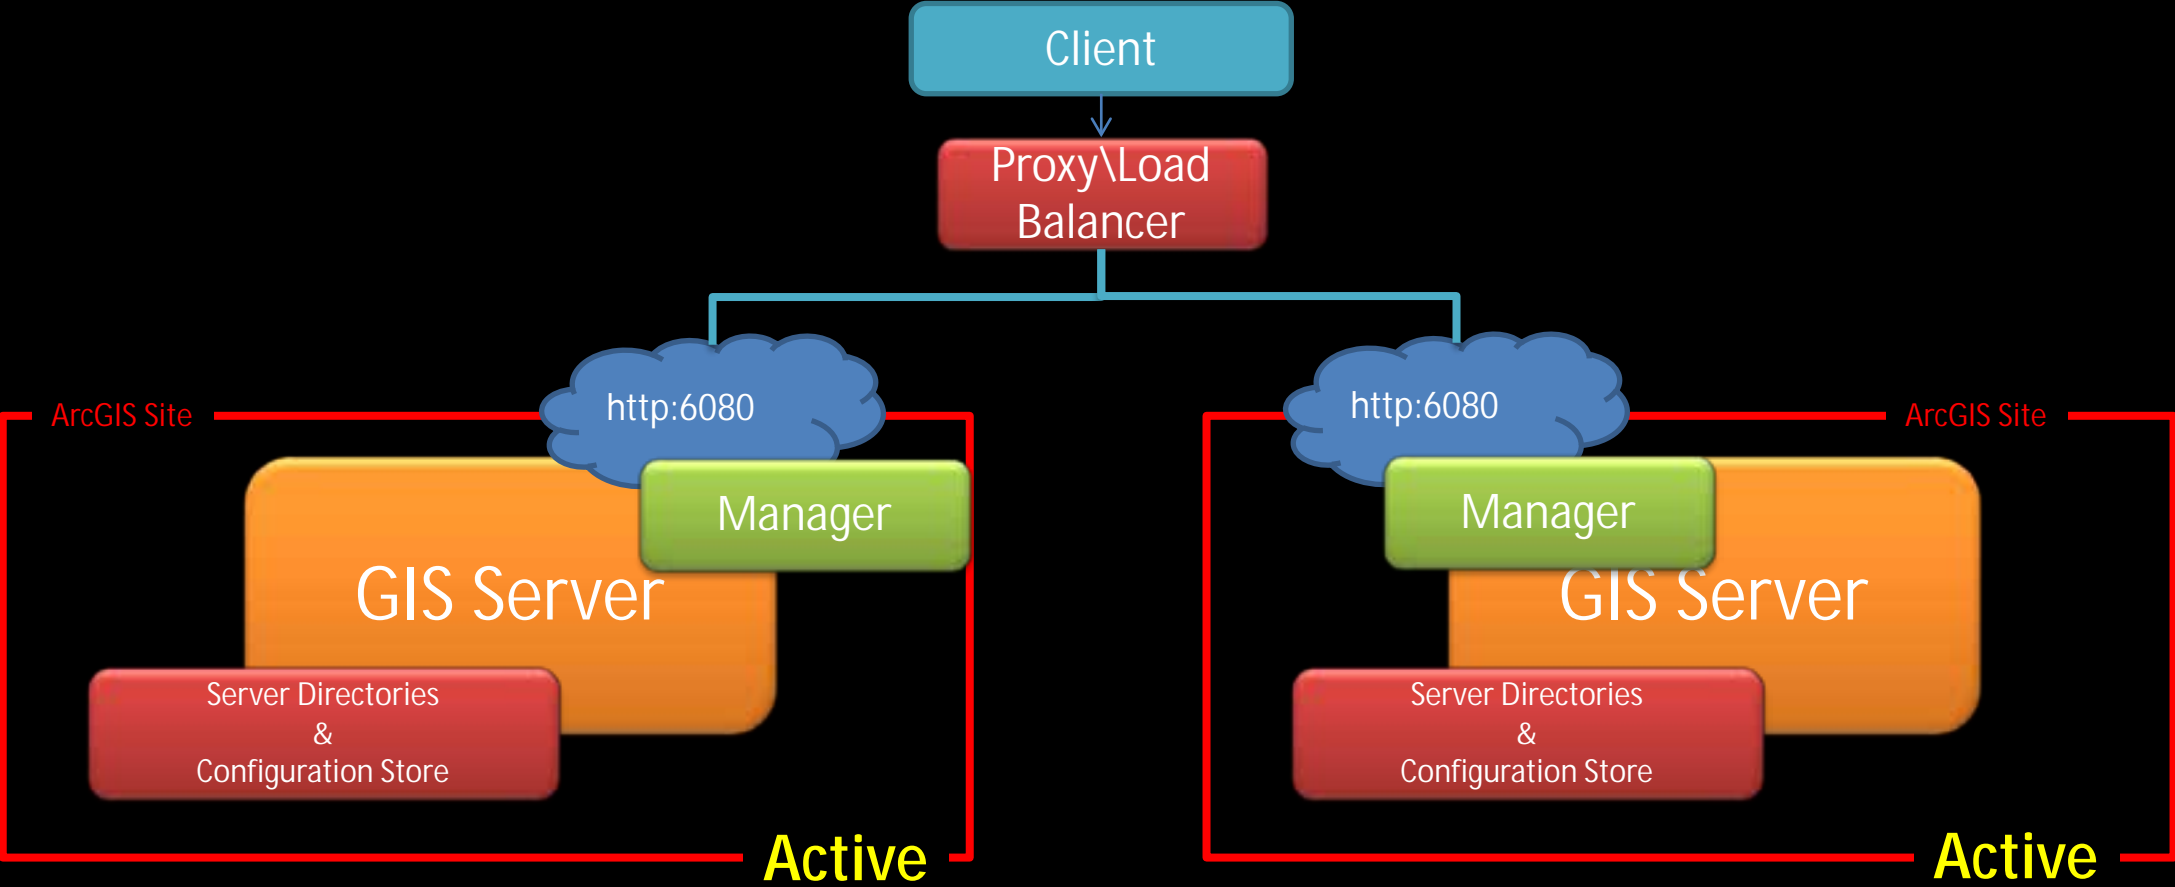 Client
Proxy\Load
Balancer
http:6080
http:6080
ArcGIS Site
ArcGIS Site
Manager
Manager
GIS Server
GIS Server
Server Directories
&
Configuration Store
Server Directories
&
Configuration Store
Active
Active